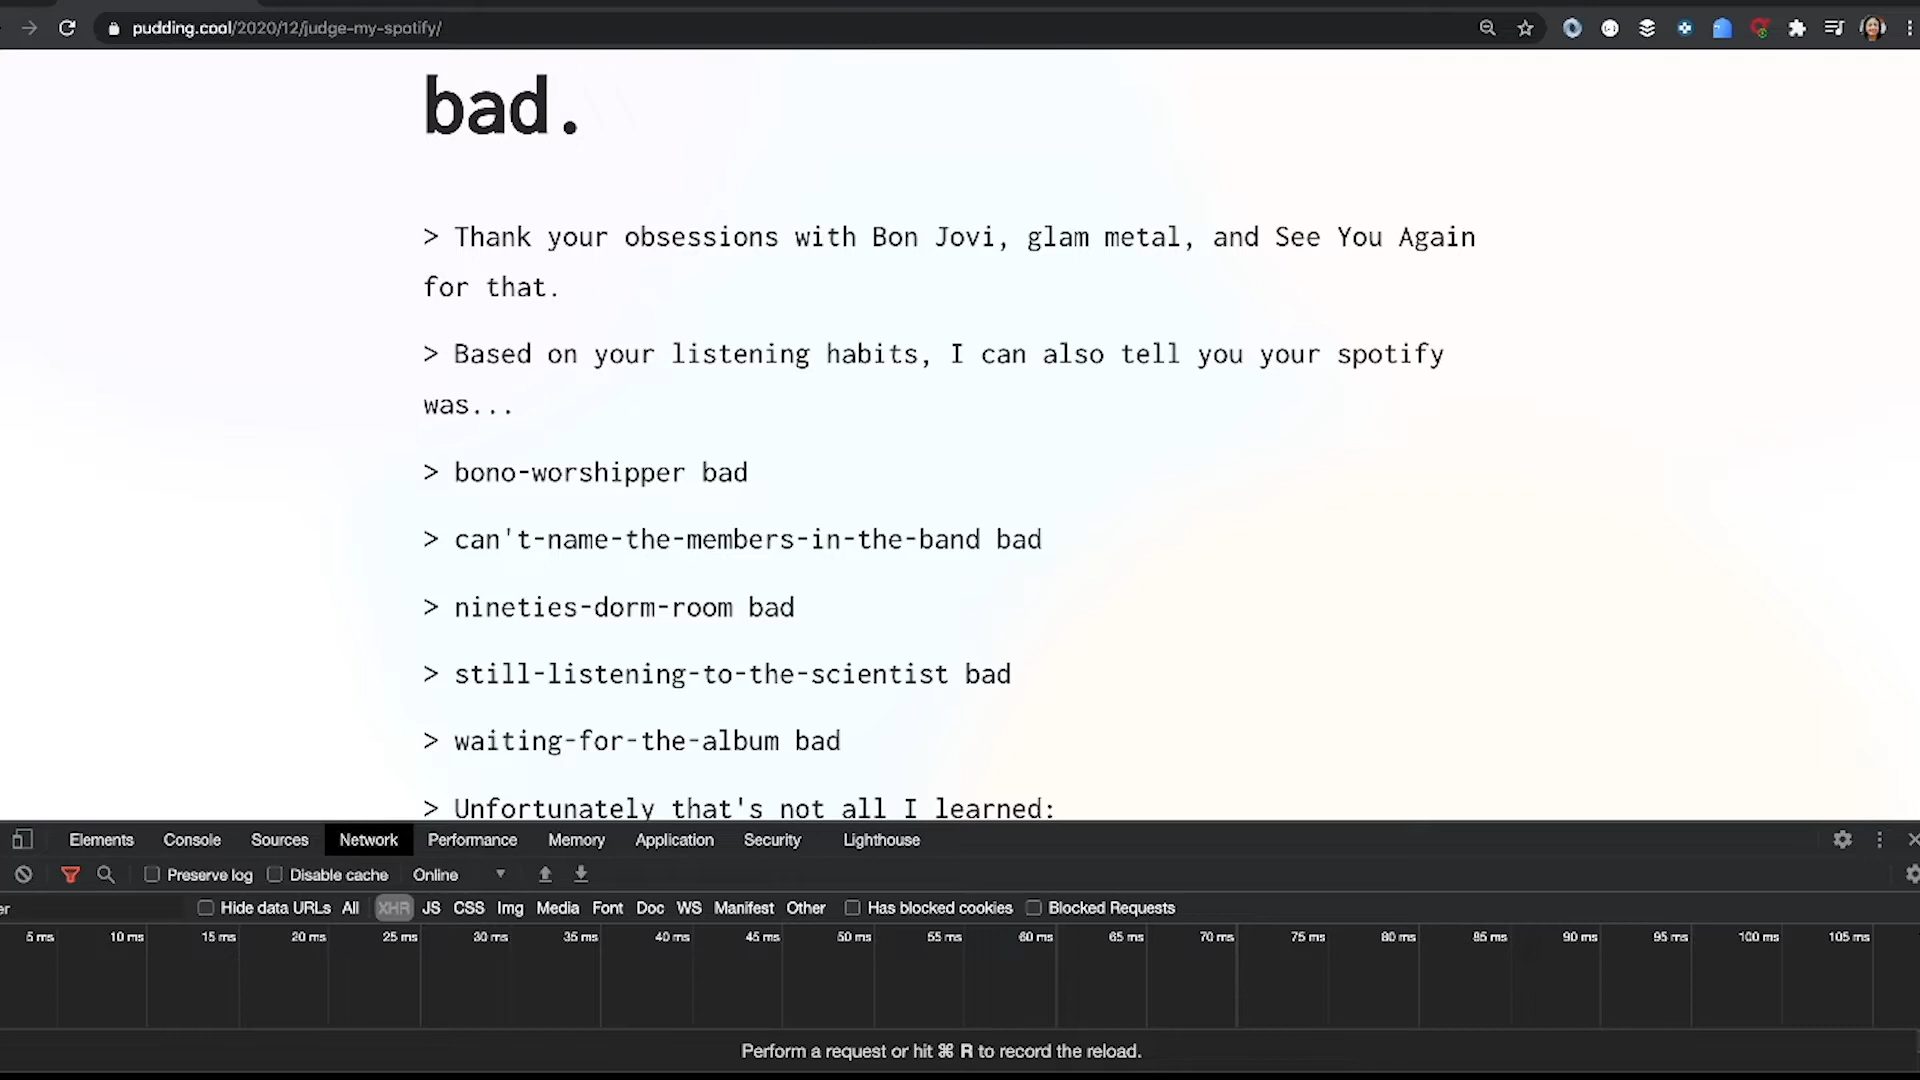 pudding.cool/2020/12/judge-my-spotify/
bad.
> Thank your obsessions with Bon Jovi, glam metal, and See You Again
for that.
> Based on your listening habits, I can also tell you your spotify
was...
> bono-worshipper bad
> can't-name-the-members-in-the-band bad
> nineties-dorm-room bad
> still-listening-to-the-scientist bad
> waiting-for-the-album bad
> Unfortunately that's not all I learned:
Elements Console Sources Network Performance Memory Application Security Lighthouse
Preserve log Disable cache Online
er Hide data URLs All XHR JS CSS Img Media Font Doc WS Manifest Other Has blocked cookies Blocked Requests
5 ms 10 ms 15 ms 20 ms 25 ms 30 ms 35 ms 40 ms 45 ms 50 ms 55 ms 60 ms 65 ms 70 ms 75 ms 80 ms 85 ms 90 ms 95 ms 100 ms 105 ms
Perform a request or hit ⌘ R to record the reload.